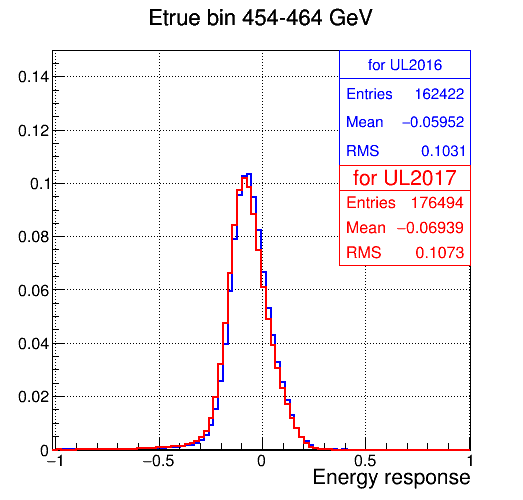 Etrue bin 454-464 GeV
for UL2016
Entries 162422
Mean −0.05952
RMS 0.1031
for UL2017
Entries 176494
Mean −0.06939
RMS 0.1073
0.14
0.12
0.1
0.08
0.06
0.04
0.02
0
−1 −0.5 0 0.5 1
Energy response